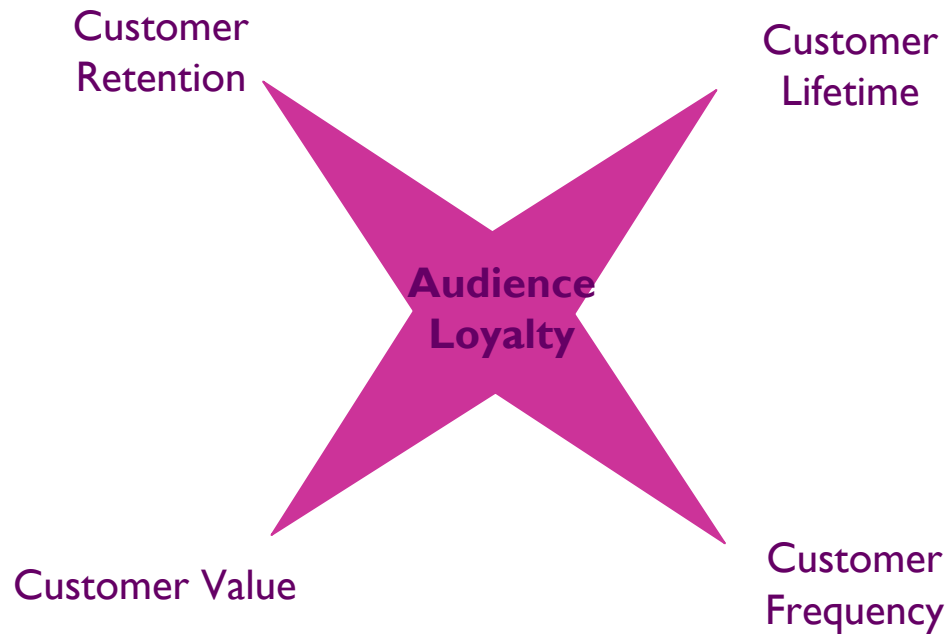 Customer
Retention
Customer
Lifetime
Audience
Loyalty
Customer Value
Customer
Frequency